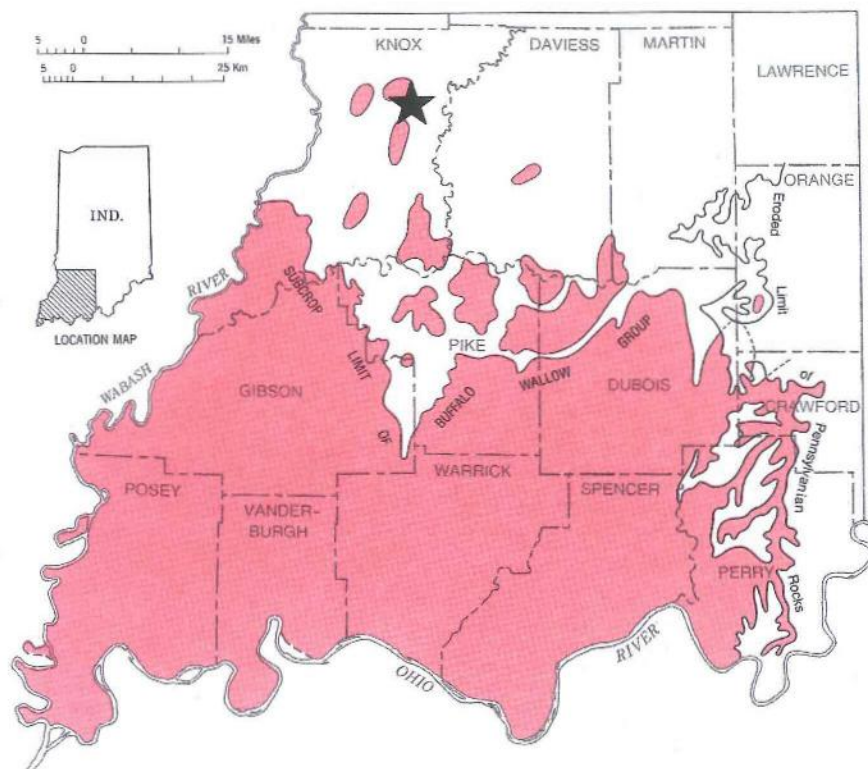 5 0 15 Miles
5 0 25 Km
KNOX
DAVIESS
MARTIN
LAWRENCE
ORANGE
IND.
LOCATION MAP
Eroded
Limit
of
Pennsylvanian
Rocks
WABASH
RIVER
SUBCROP
LIMIT
OF
BUFFALO
WALLOW
GROUP
PIKE
GIBSON
DUBOIS
CRAWFORD
POSEY
VANDER-
BURGH
WARRICK
SPENCER
PERRY
OHIO
RIVER